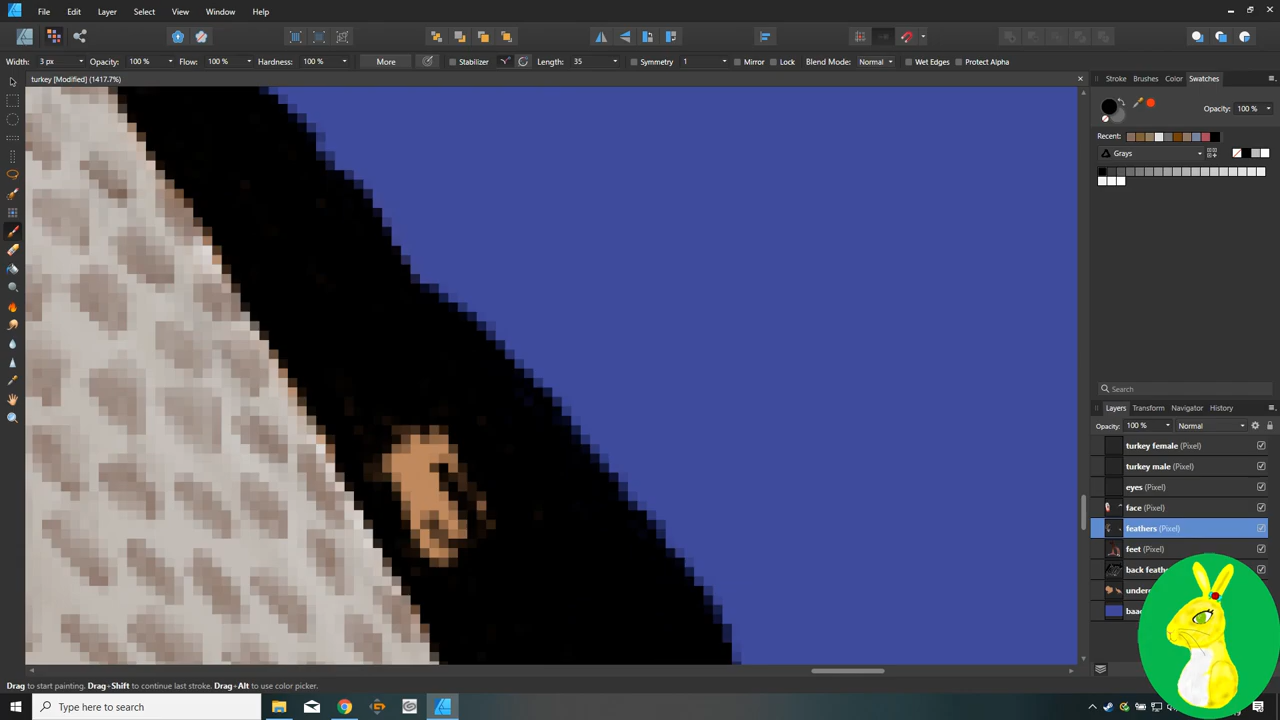 File Edit Layer Select View Window Help
Width: 3 px Opacity: 100 % Flow: 100 % Hardness: 100 % More Stabilizer Length: 35 Symmetry 1 Mirror Lock Blend Mode: Normal Wet Edges Protect Alpha
turkey [Modified] (1417.7%)
Stroke Brushes Color Swatches
Opacity: 100 %
Recent:
Grays
Search
Layers Transform Navigator History
Opacity: 100 % Normal
turkey female (Pixel)
turkey male (Pixel)
eyes (Pixel)
face (Pixel)
feathers (Pixel)
feet (Pixel)
back
Drag to start painting. Drag+Shift to continue last stroke. Drag+Alt to use color picker.
Type here to search